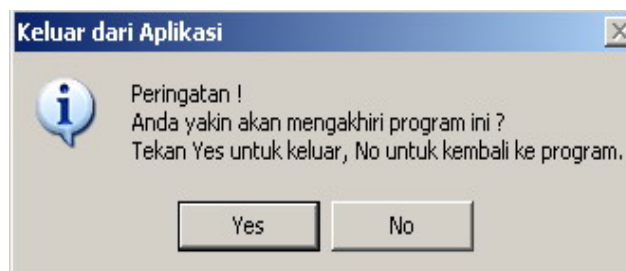 Keluar dari Aplikasi
Peringatan !
Anda yakin akan mengakhiri program ini ?
Tekan Yes untuk keluar, No untuk kembali ke program.
Yes No